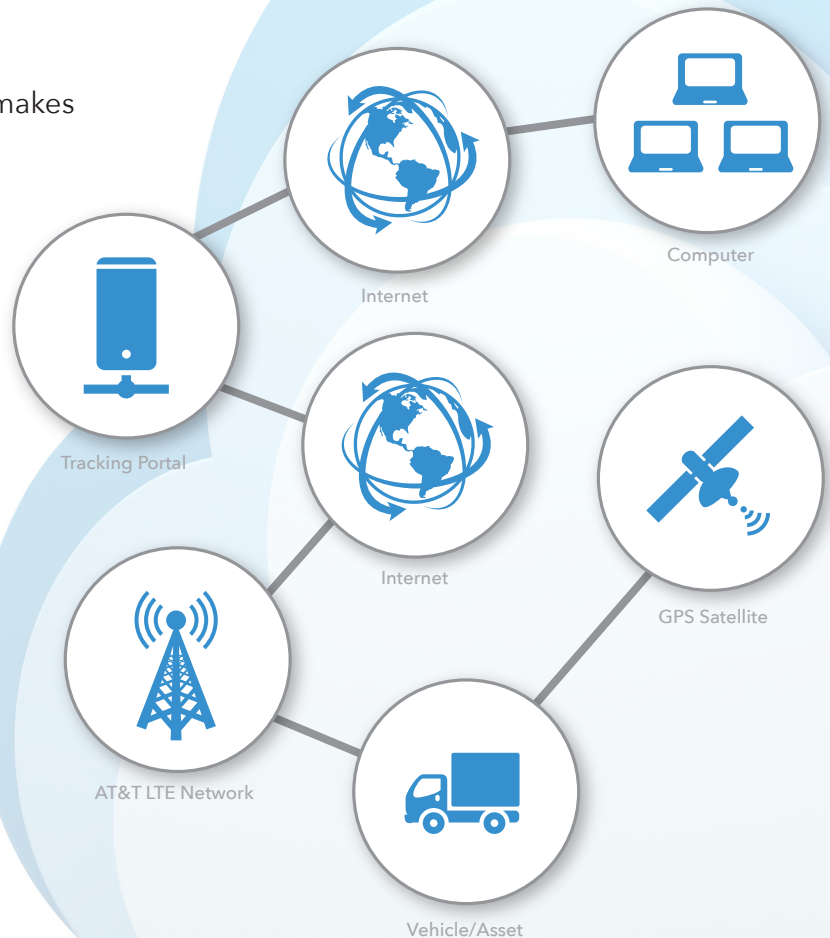 makes
Computer
Internet
Tracking Portal
Internet
GPS Satellite
AT&T LTE Network
Vehicle/Asset